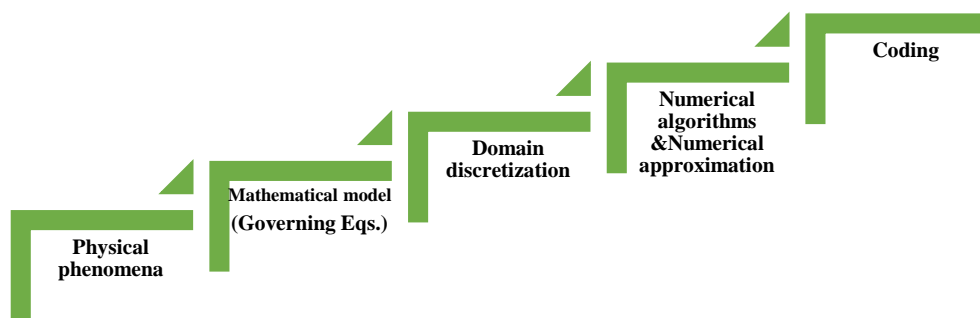 Physical
phenomena
Mathematical model
(Governing Eqs.)
Domain
discretization
Numerical
algorithms
&Numerical
approximation
Coding